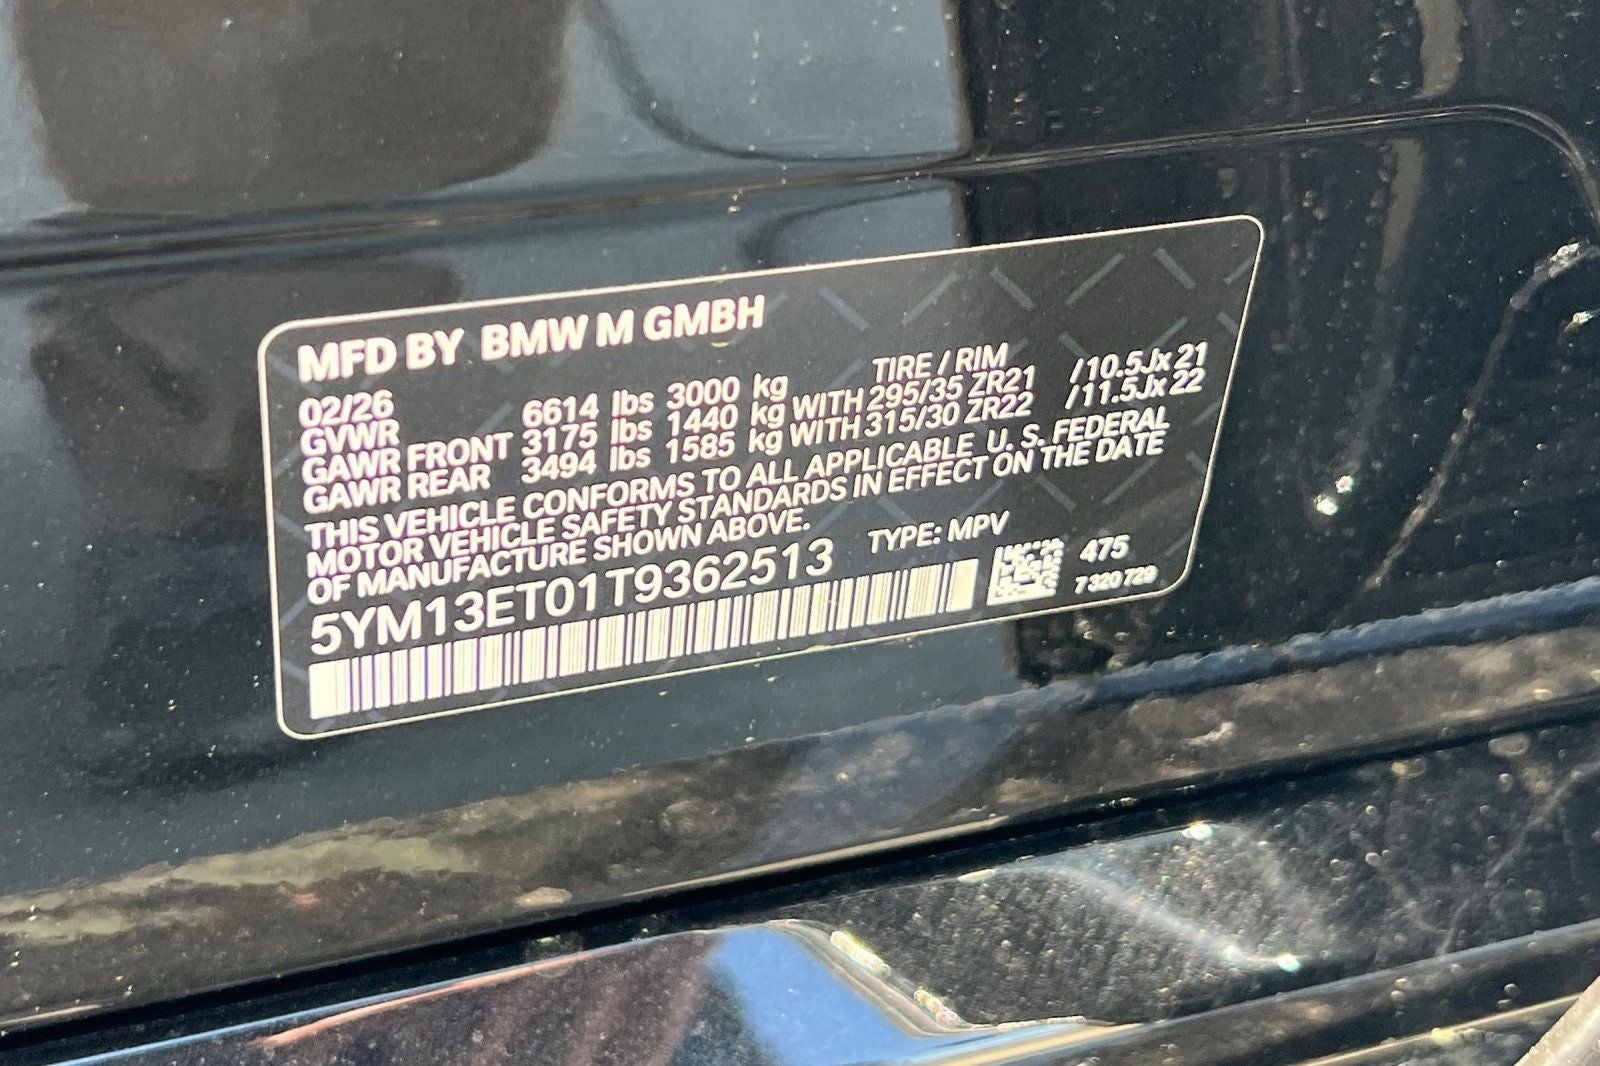 MFD BY BMW M GMBH
02/26 TIRE / RIM
GVWR 6614 lbs 3000 kg
GAWR FRONT 3175 lbs 1440 kg WITH 295/35 ZR21 /10.5Jx 21
GAWR REAR 3494 lbs 1585 kg WITH 315/30 ZR22 /11.5Jx 22
THIS VEHICLE CONFORMS TO ALL APPLICABLE U. S. FEDERAL
MOTOR VEHICLE SAFETY STANDARDS IN EFFECT ON THE DATE
OF MANUFACTURE SHOWN ABOVE.
5YM13ET01T9362513 TYPE: MPV
475
7 320 729